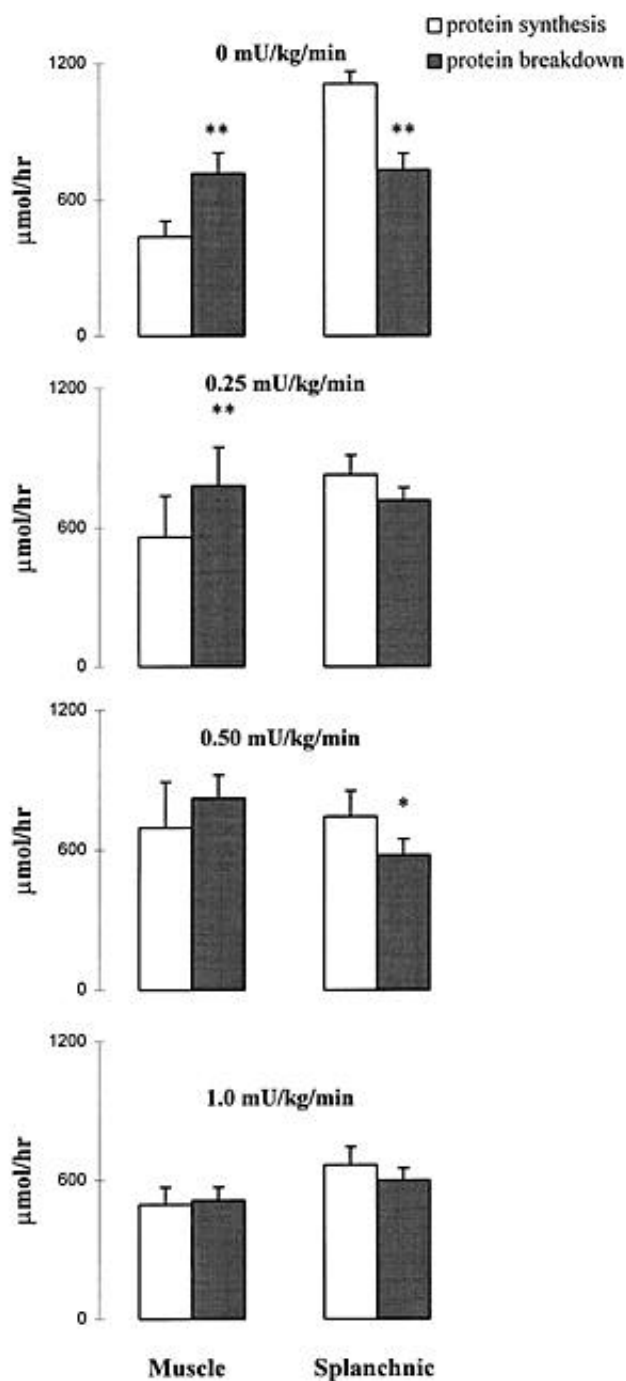 protein synthesis
protein breakdown
0 mU/kg/min
1200
**
**
600
μmol/hr
0
0.25 mU/kg/min
1200
**
600
μmol/hr
0
0.50 mU/kg/min
1200
*
600
μmol/hr
0
1.0 mU/kg/min
1200
600
μmol/hr
0
Muscle
Splanchnic